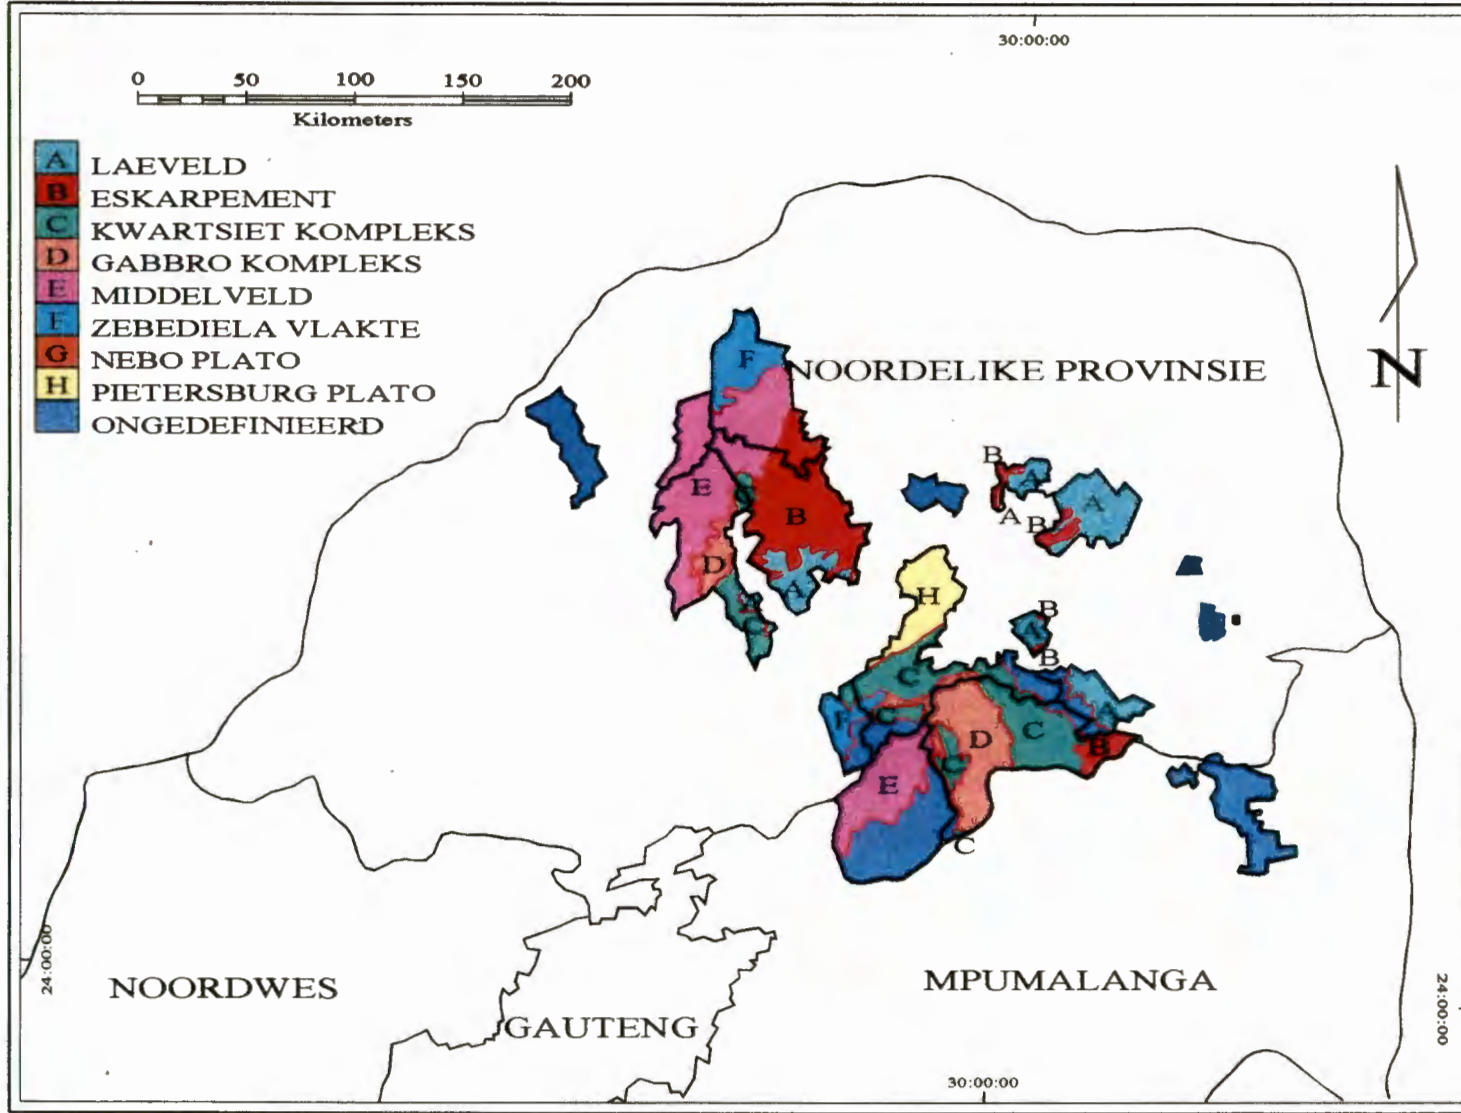 30:00:00
0 50 100 150 200
Kilometers
A LAEVELD
B ESKARPEMENT
C KWARTSIET KOMPLEKS
D GABBRO KOMPLEKS
E MIDDELVELD
F ZEBEDIELA VLAKTE
G NEBO PLATO
H PIETERSBURG PLATO
ONGEDEFINIEERD
N
F NOORDELIKE PROVINSIE
B
E A A
B A B
D
A H
A B
C A
B
C
F C C A
D B
C
E
C
24:00:00
NOORDWES
GAUTENG
MPUMALANGA
24:00:00
30:00:00